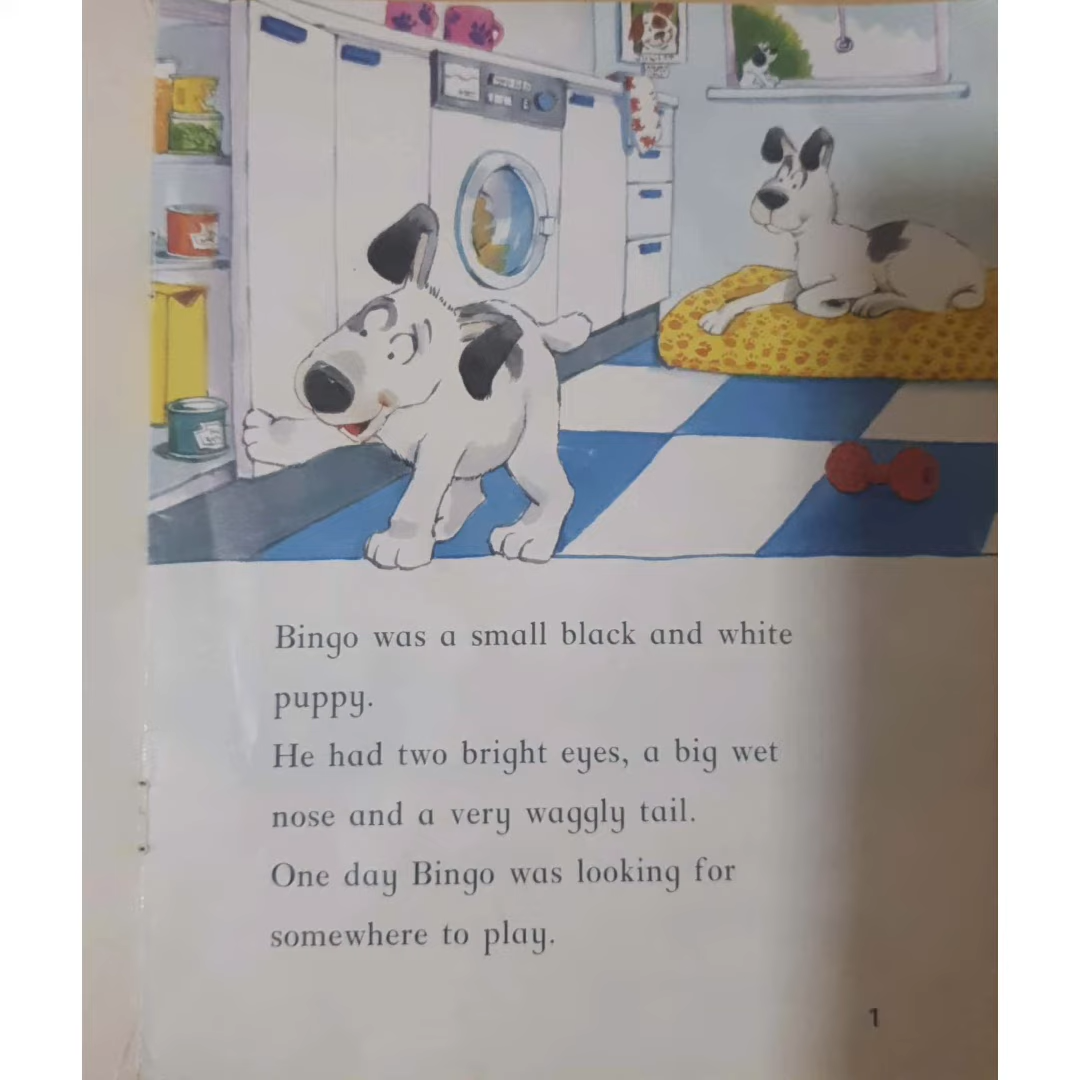 Bingo was a small black and white
puppy.
He had two bright eyes, a big wet
nose and a very waggly tail.
One day Bingo was looking for
somewhere to play.
1